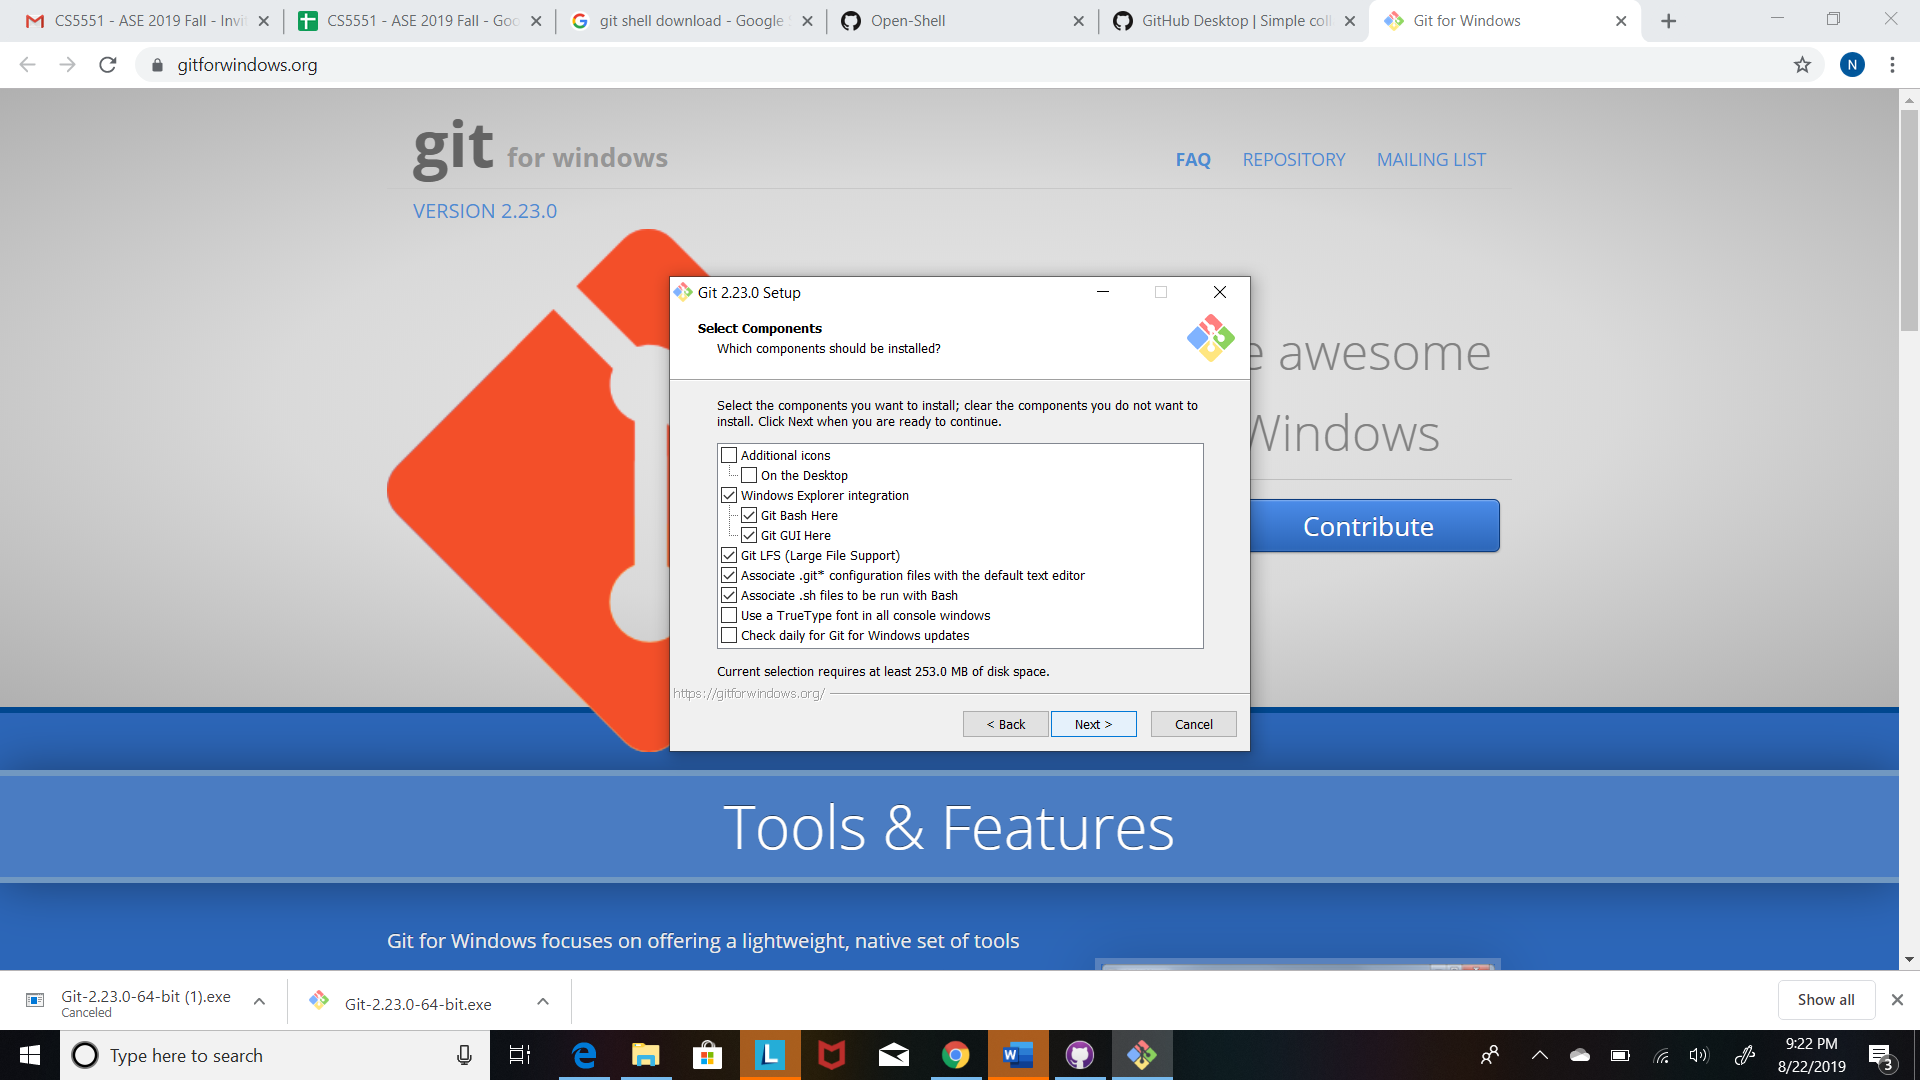 CS5551 - ASE 2019 Fall - Invit
CS5551 - ASE 2019 Fall - Goo
git shell download - Google S
Open-Shell
GitHub Desktop | Simple coll
Git for Windows
gitforwindows.org
N
git for windows
FAQ
REPOSITORY
MAILING LIST
VERSION 2.23.0
e awesome
Windows
Contribute
Git 2.23.0 Setup
Select Components
Which components should be installed?
Select the components you want to install; clear the components you do not want to
install. Click Next when you are ready to continue.
Additional icons
On the Desktop
Windows Explorer integration
Git Bash Here
Git GUI Here
Git LFS (Large File Support)
Associate .git* configuration files with the default text editor
Associate .sh files to be run with Bash
Use a TrueType font in all console windows
Check daily for Git for Windows updates
Current selection requires at least 253.0 MB of disk space.
https://gitforwindows.org/
< Back
Next >
Cancel
Tools & Features
Git for Windows focuses on offering a lightweight, native set of tools
Git-2.23.0-64-bit (1).exe
Canceled
Git-2.23.0-64-bit.exe
Show all
Type here to search
L
W
9:22 PM
8/22/2019
3